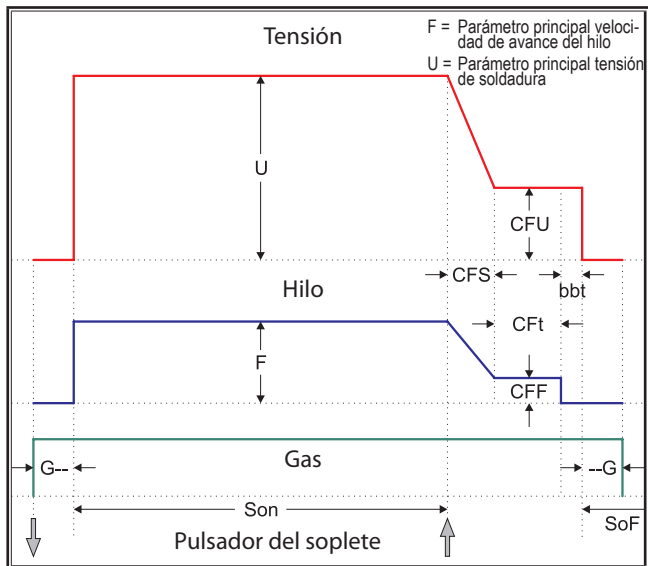 Tensión
F = Parámetro principal veloci-
dad de avance del hilo
U = Parámetro principal tensión
de soldadura
U
CFU
CFS
bbt
Hilo
CFt
F
CFF
Gas
G--
--G
Son
SoF
Pulsador del soplete